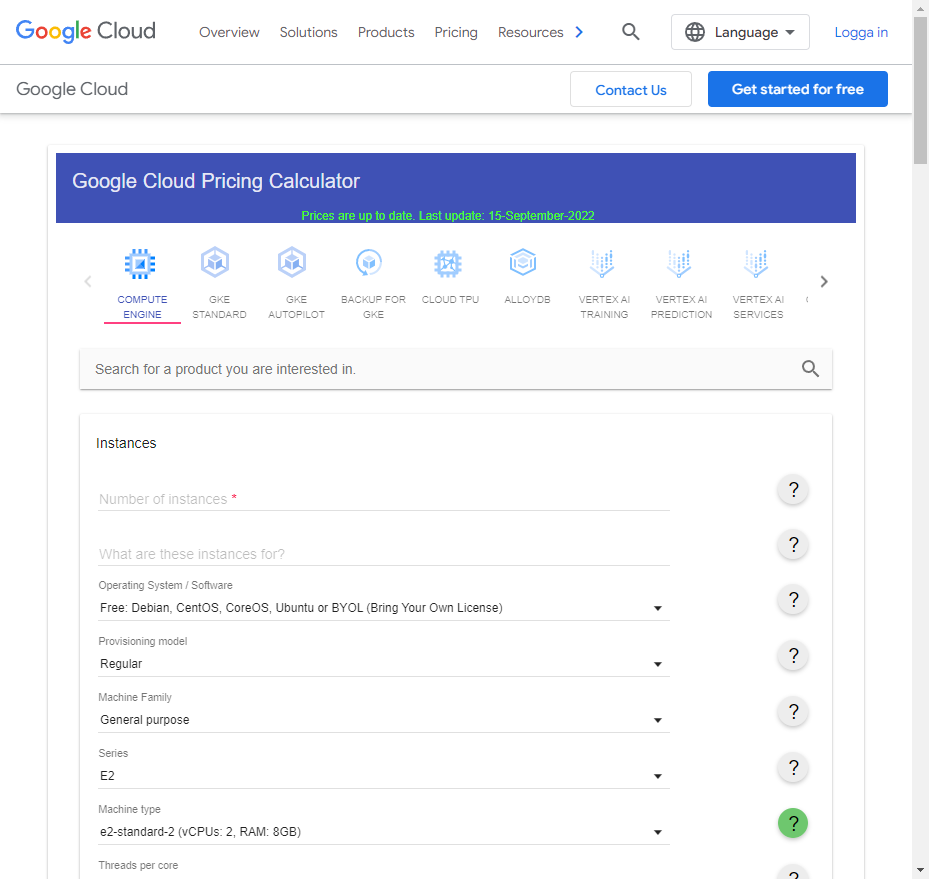 Google Cloud
Overview Solutions Products Pricing Resources Language Logga in
Google Cloud
Contact Us
Get started for free
Google Cloud Pricing Calculator
Prices are up to date. Last update: 15-September-2022
COMPUTE ENGINE
GKE STANDARD
GKE AUTOPILOT
BACKUP FOR GKE
CLOUD TPU
ALLOYDB
VERTEX AI TRAINING
VERTEX AI PREDICTION
VERTEX AI SERVICES
Search for a product you are interested in.
Instances
Number of instances *
?
What are these instances for?
?
Operating System / Software
Free: Debian, CentOS, CoreOS, Ubuntu or BYOL (Bring Your Own License)
?
Provisioning model
Regular
?
Machine Family
General purpose
?
Series
E2
?
Machine type
e2-standard-2 (vCPUs: 2, RAM: 8GB)
?
Threads per core
?